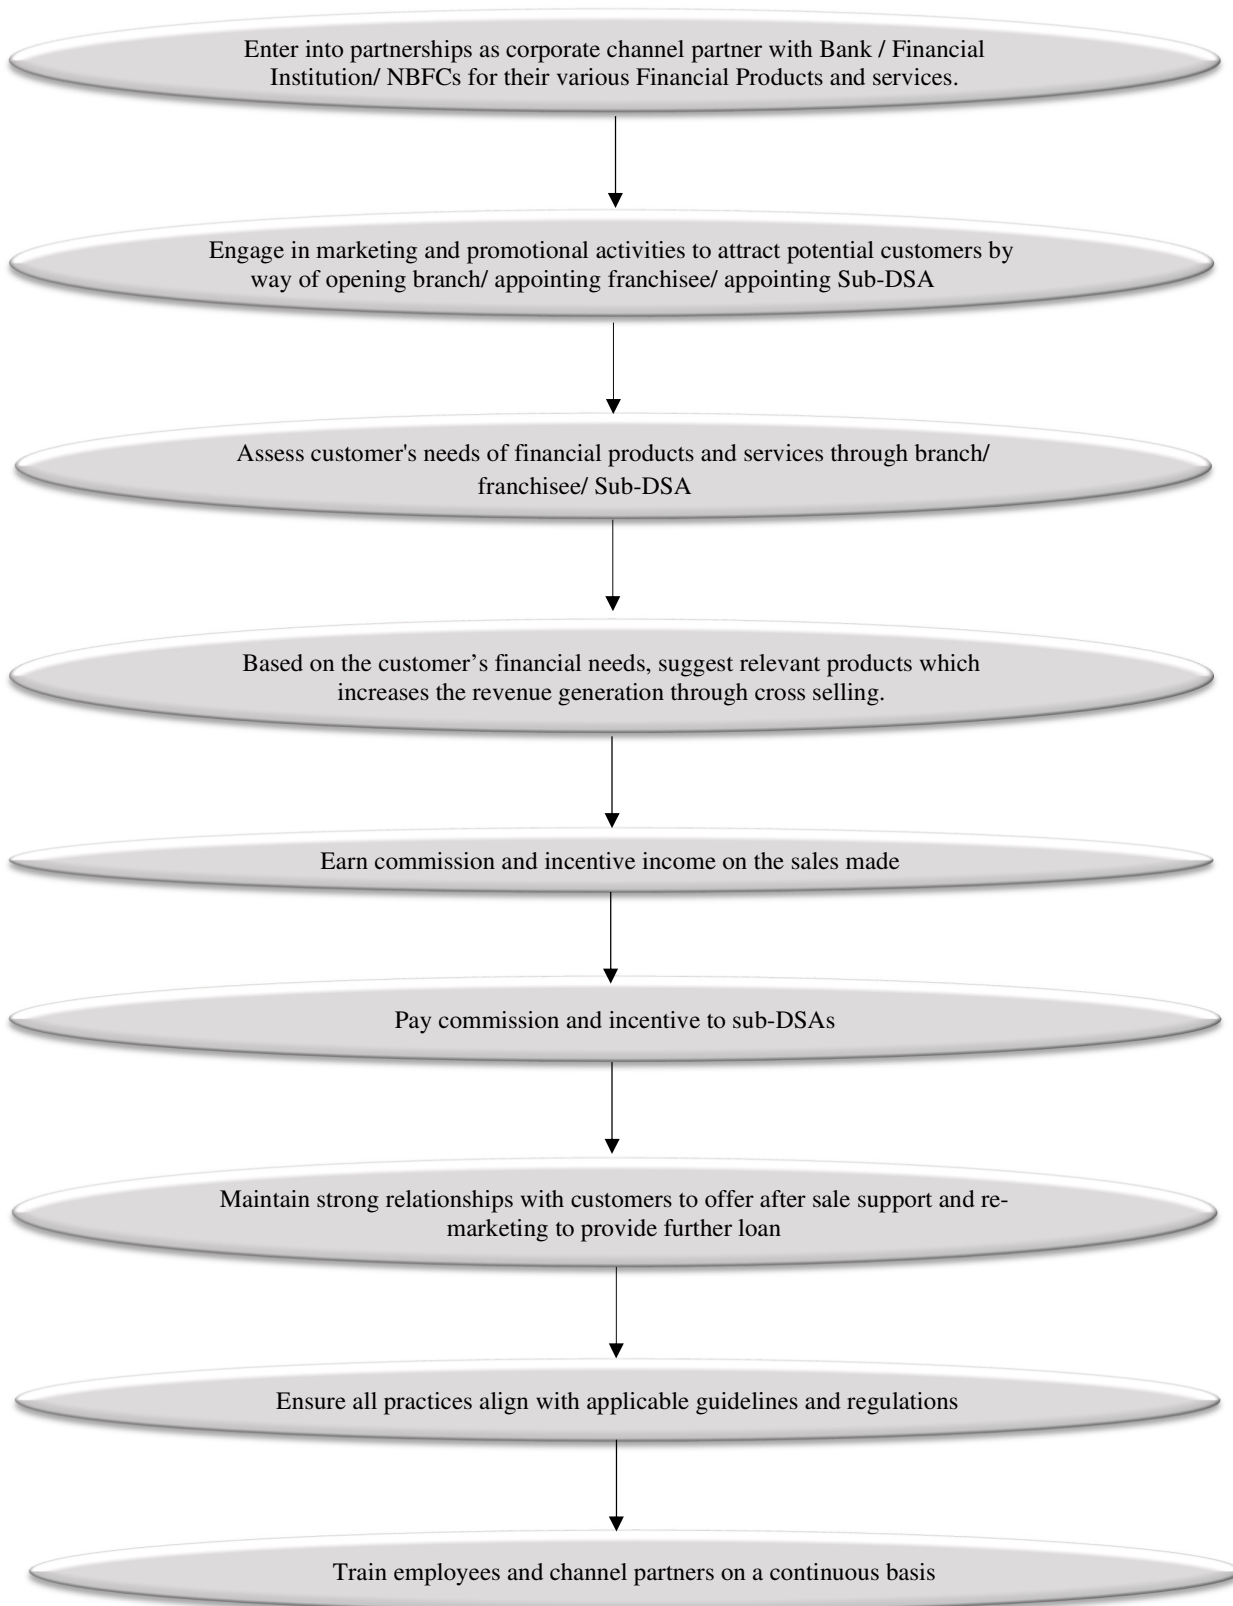 Enter into partnerships as corporate channel partner with Bank / Financial
Institution/ NBFCs for their various Financial Products and services.
Engage in marketing and promotional activities to attract potential customers by
way of opening branch/ appointing franchisee/ appointing Sub-DSA
Assess customer's needs of financial products and services through branch/
franchisee/ Sub-DSA
Based on the customer’s financial needs, suggest relevant products which
increases the revenue generation through cross selling.
Earn commission and incentive income on the sales made
Pay commission and incentive to sub-DSAs
Maintain strong relationships with customers to offer after sale support and re-
marketing to provide further loan
Ensure all practices align with applicable guidelines and regulations
Train employees and channel partners on a continuous basis